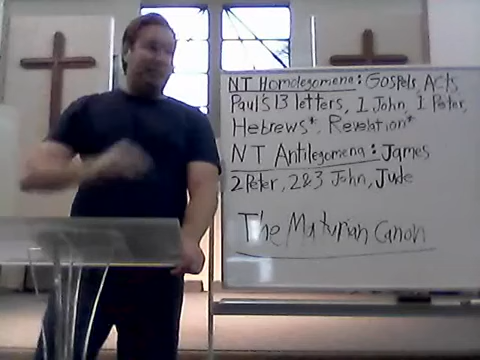 NT Homolegomena: Gospels, Acts,
Paul's 13 letters, 1 John, 1 Peter,
Hebrews*, Revelation*
NT Antilegomena: James
2 Peter, 2&3 John, Jude
The Maturian Canon